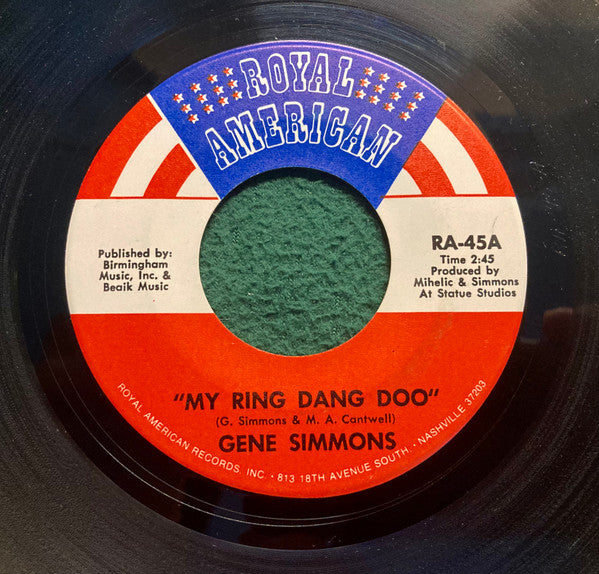 ROYAL
AMERICAN
Published by:
Birmingham
Music, Inc. &
Beaik Music
RA-45A
Time 2:45
Produced by
Mihelic & Simmons
At Statue Studios
"MY RING DANG DOO"
(G. Simmons & M. A. Cantwell)
GENE SIMMONS
ROYAL AMERICAN RECORDS, INC. • 813 18TH AVENUE SOUTH • NASHVILLE 37203